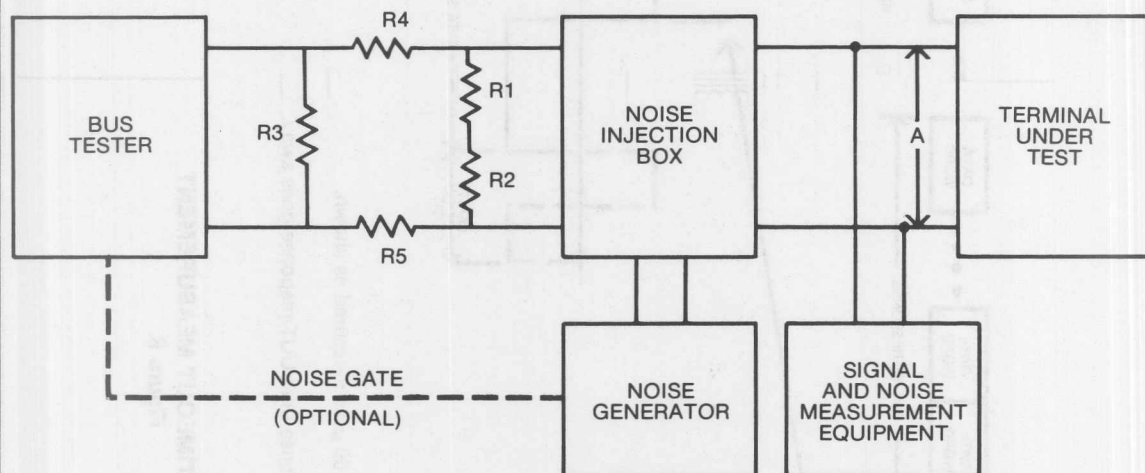 R4
BUS
TESTER
R3
R1
R2
R5
NOISE
INJECTION
BOX
A
TERMINAL
UNDER
TEST
NOISE GATE
(OPTIONAL)
NOISE
GENERATOR
SIGNAL
AND NOISE
MEASUREMENT
EQUIPMENT